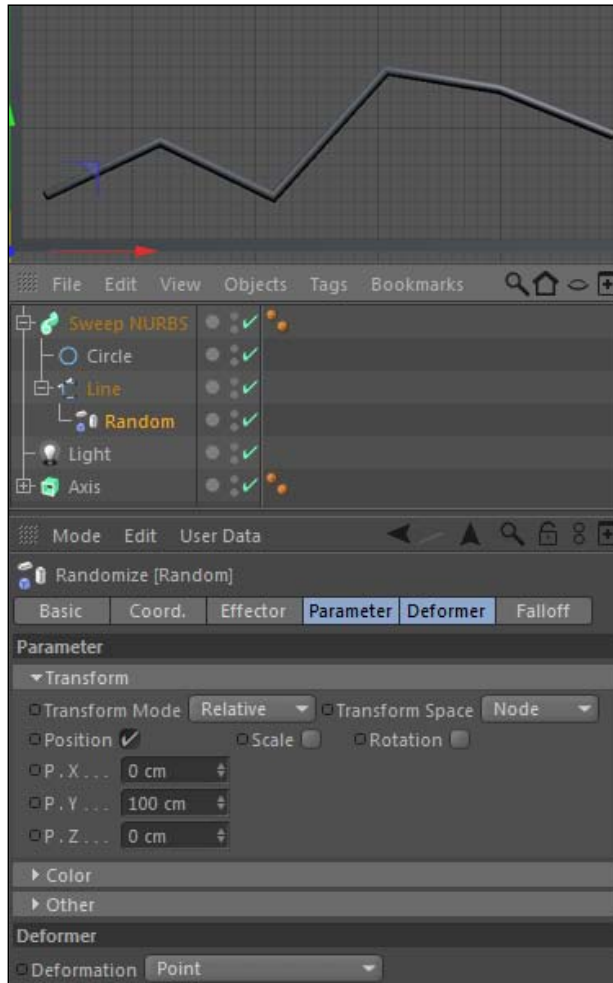 File Edit View Objects Tags Bookmarks
Sweep NURBS
Circle
Line
Random
Light
Axis
Mode Edit User Data
Randomize [Random]
Basic Coord. Effector Parameter Deformer Falloff
Parameter
Transform
Transform Mode Relative Transform Space Node
Position Scale Rotation
P . X . . . 0 cm
P . Y . . . 100 cm
P . Z . . . 0 cm
Color
Other
Deformer
Deformation Point